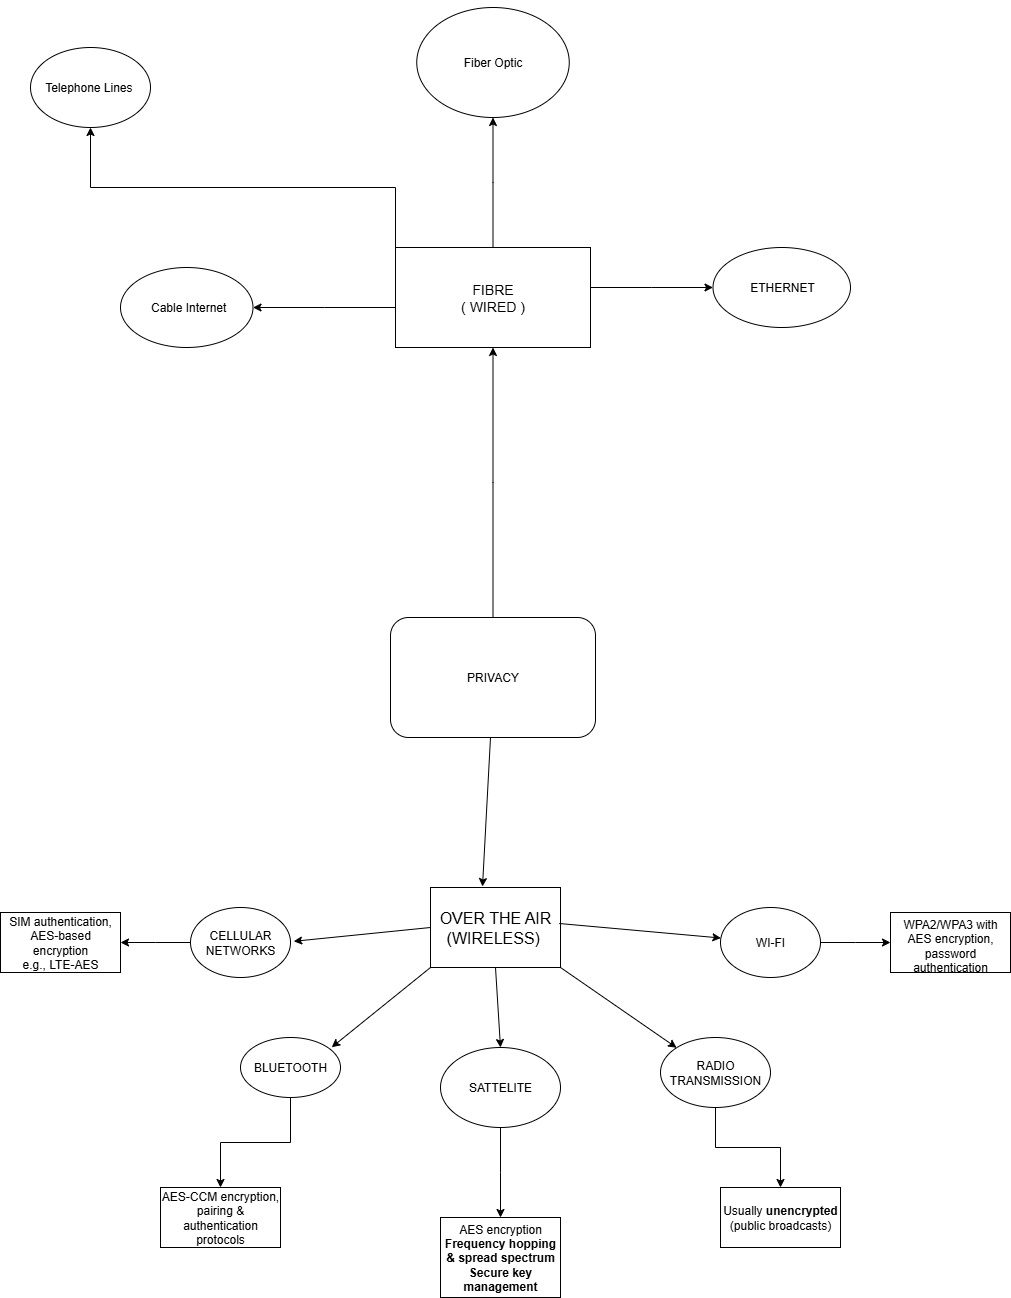 Fiber Optic
Telephone Lines
FIBRE
( WIRED )
ETHERNET
Cable Internet
PRIVACY
OVER THE AIR
(WIRELESS)
CELLULAR
NETWORKS
SIM authentication,
AES-based
encryption
e.g., LTE-AES
WI-FI
WPA2/WPA3 with
AES encryption,
password
authentication
BLUETOOTH
SATTELITE
RADIO
TRANSMISSION
AES-CCM encryption,
pairing &
authentication
protocols
AES encryption
Frequency hopping
& spread spectrum
Secure key
management
Usually unencrypted
(public broadcasts)